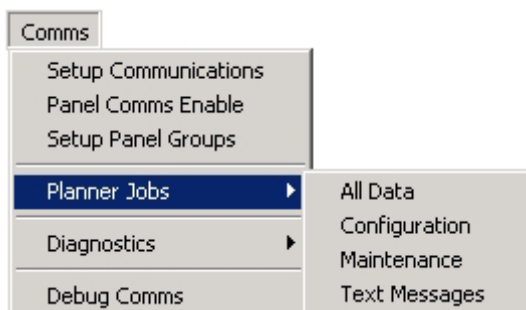 Comms
Setup Communications
Panel Comms Enable
Setup Panel Groups
Planner Jobs
All Data
Configuration
Maintenance
Text Messages
Diagnostics
Debug Comms